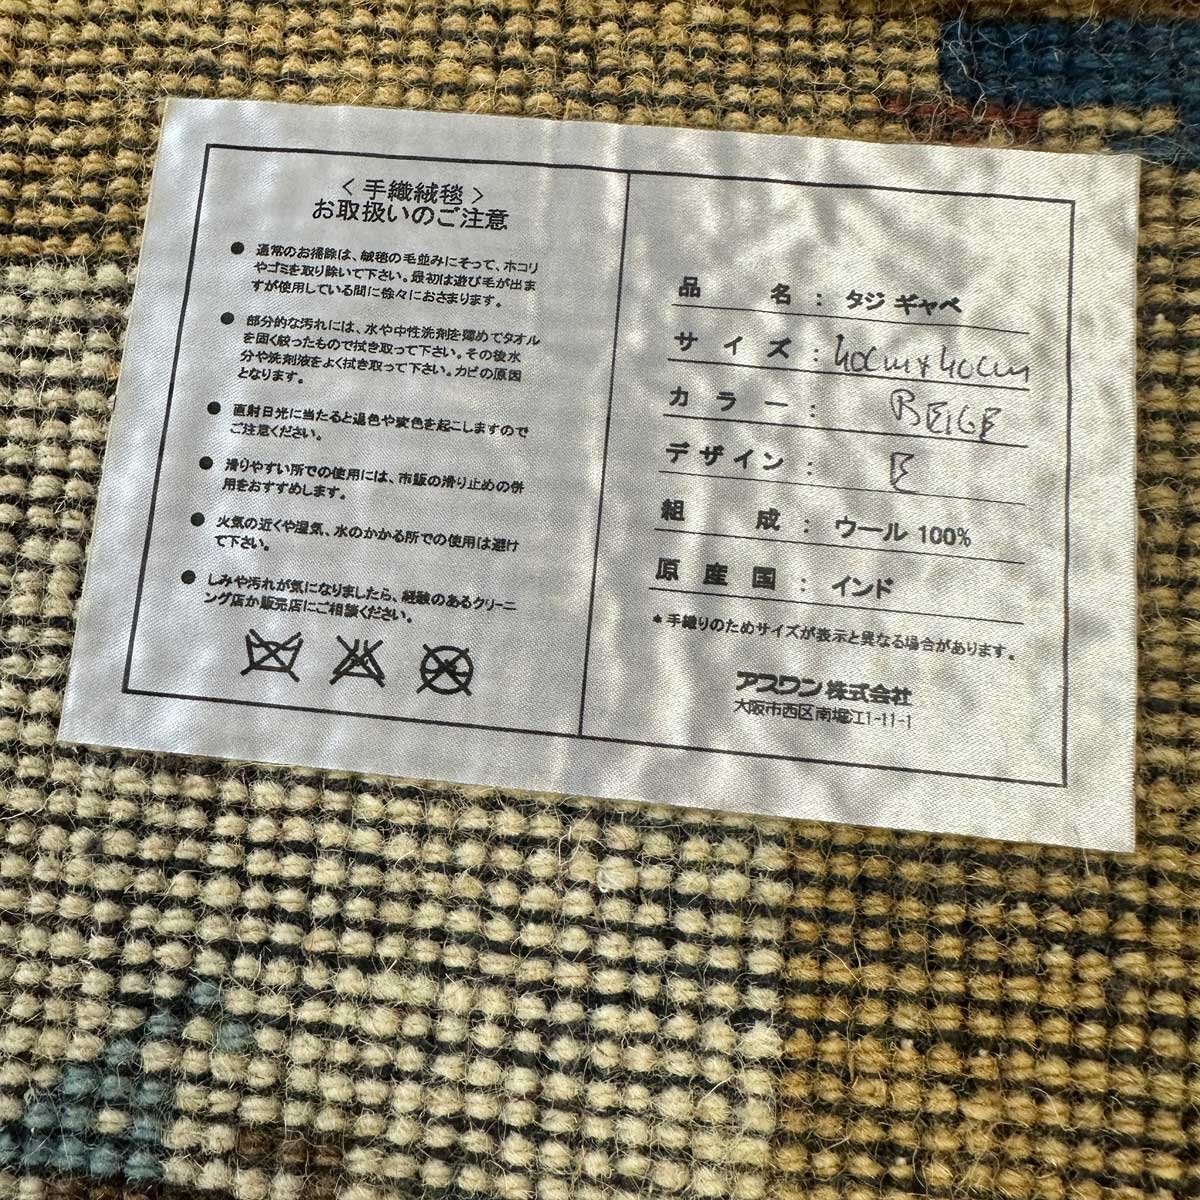 〈 手織絨毯 〉
お取扱いのご注意
● 通常のお掃除は、絨毯の毛並みにそって、ホコリ
やゴミを取り除いて下さい。最初は遊び毛が出ま
すが使用している間に徐々におさまります。
● 部分的な汚れには、水や中性洗剤を薄めてタオル
を固く絞ったもので拭き取って下さい。その後水
分や洗剤液をよく拭き取って下さい。カビの原因
となります。
● 直射日光に当たると退色や変色を起こしますので
ご注意ください。
● 滑りやすい所での使用には、市販の滑り止めの併
用をおすすめします。
● 火気の近くや湿気、水のかかる所での使用は避け
て下さい。
● しみや汚れが気になりましたら、経験のあるクリーニ
ング店か販売店にご相談ください。
品名：タジ ギャベ
サイズ：40cm×40cm
カラー：BEIGE
デザイン：E
組成：ウール 100%
原産国：インド
＊手織りのためサイズが表示と異なる場合があります。
アスワン株式会社
大阪市西区南堀江1-11-1